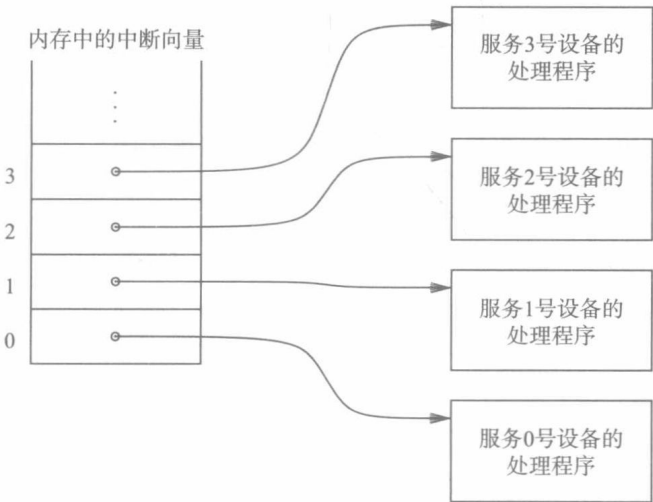 内存中的中断向量
3
2
1
0
服务3号设备的
处理程序
服务2号设备的
处理程序
服务1号设备的
处理程序
服务0号设备的
处理程序